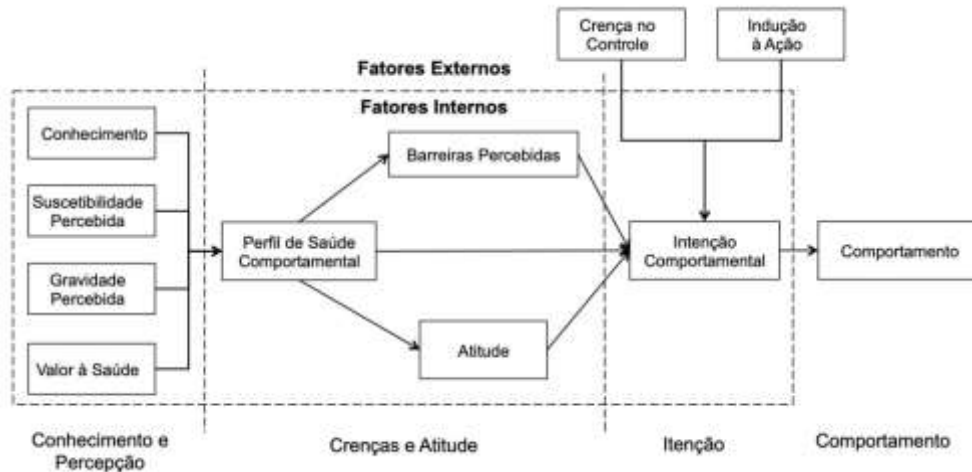 Crença no
Controle
Indução
à Ação
Fatores Externos
Fatores Internos
Conhecimento
Barreiras Percebidas
Suscetibilidade
Percebida
Perfil de Saúde
Comportamental
Intenção
Comportamental
Comportamento
Gravidade
Percebida
Atitude
Valor à Saúde
Conhecimento e
Percepção
Crenças e Atitude
Itenção
Comportamento